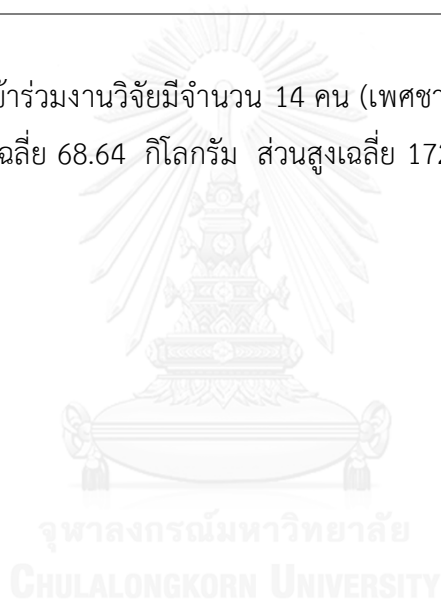 ข้าร่วมงานวิจัยมีจำนวน 14 คน (เพศชา
ฉลี่ย 68.64 กิโลกรัม ส่วนสูงเฉลี่ย 172
จุฬาลงกรณ์มหาวิทยาลัย
CHULALONGKORN UNIVERSITY